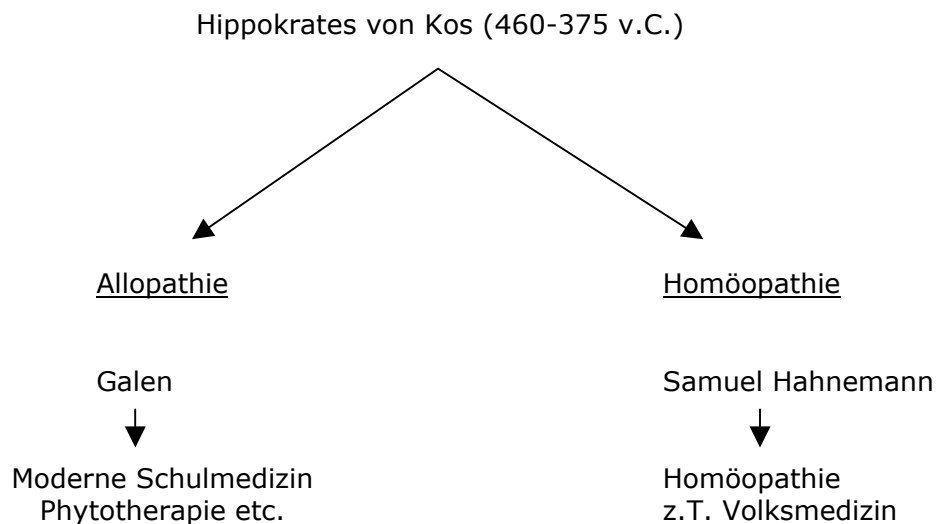 Hippokrates von Kos (460-375 v.C.)
Allopathie
Homöopathie
Galen
Samuel Hahnemann
Moderne Schulmedizin
Phytotherapie etc.
Homöopathie
z.T. Volksmedizin